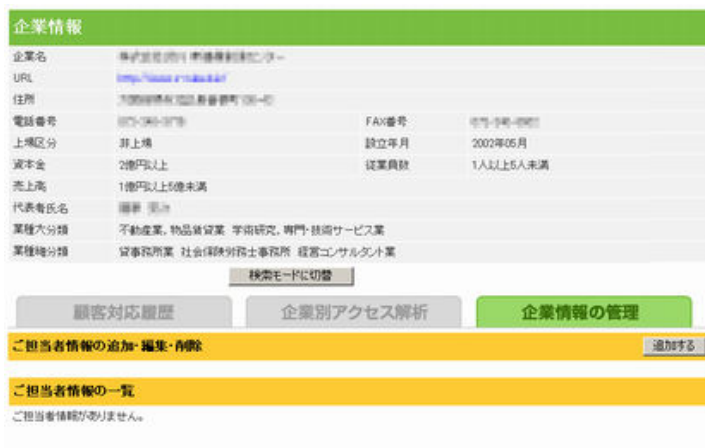 企業情報
企業名
URL
住所
電話番号 FAX番号
上場区分 非上場 設立年月 2002年05月
資本金 2億円以上 従業員数 1人以上5人未満
売上高 1億円以上5億未満
代表者氏名
業種大分類 不動産業,物品賃貸業 学術研究,専門・技術サービス業
業種細分類 貸事務所業 社会保険労務士事務所 経営コンサルタント業
検索モードに切替
顧客対応履歴 企業別アクセス解析 企業情報の管理
ご担当者情報の追加・編集・削除 追加する
ご担当者情報の一覧
ご担当者情報がありません。